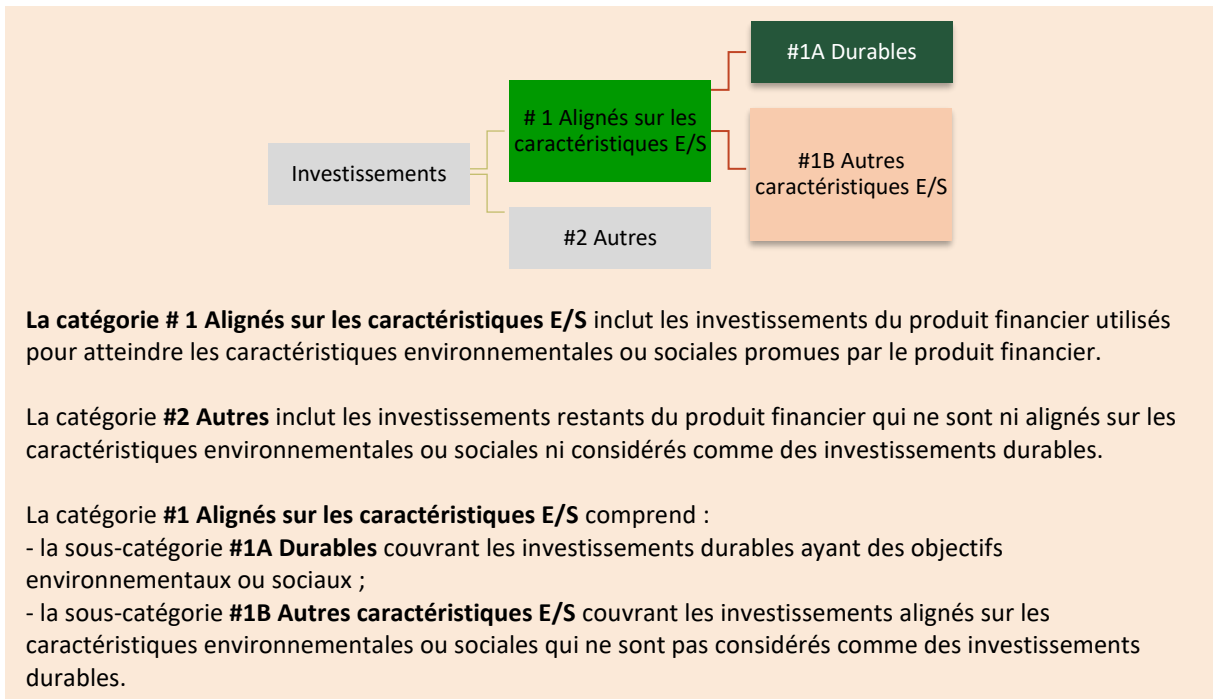 #1A Durables
# 1 Alignés sur les
caractéristiques E/S
#1B Autres
caractéristiques E/S
Investissements
#2 Autres
La catégorie # 1 Alignés sur les caractéristiques E/S inclut les investissements du produit financier utilisés
pour atteindre les caractéristiques environnementales ou sociales promues par le produit financier.
La catégorie #2 Autres inclut les investissements restants du produit financier qui ne sont ni alignés sur les
caractéristiques environnementales ou sociales ni considérés comme des investissements durables.
La catégorie #1 Alignés sur les caractéristiques E/S comprend :
- la sous-catégorie #1A Durables couvrant les investissements durables ayant des objectifs
environnementaux ou sociaux ;
- la sous-catégorie #1B Autres caractéristiques E/S couvrant les investissements alignés sur les
caractéristiques environnementales ou sociales qui ne sont pas considérés comme des investissements
durables.